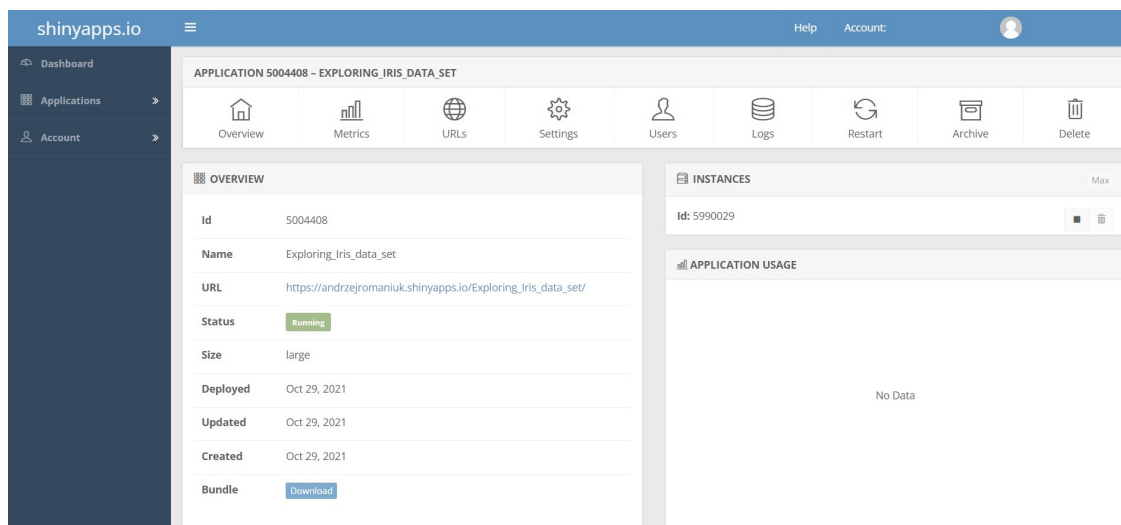 shinyapps.io
Help Account:
Dashboard
Applications
Account
APPLICATION 5004408 – EXPLORING_IRIS_DATA_SET
Overview Metrics URLs Settings Users Logs Restart Archive Delete
OVERVIEW
Id 5004408
Name Exploring_Iris_data_set
URL https://andrzejromaniuk.shinyapps.io/Exploring_Iris_data_set/
Status Running
Size large
Deployed Oct 29, 2021
Updated Oct 29, 2021
Created Oct 29, 2021
Bundle Download
INSTANCES Max
Id: 5990029
APPLICATION USAGE
No Data